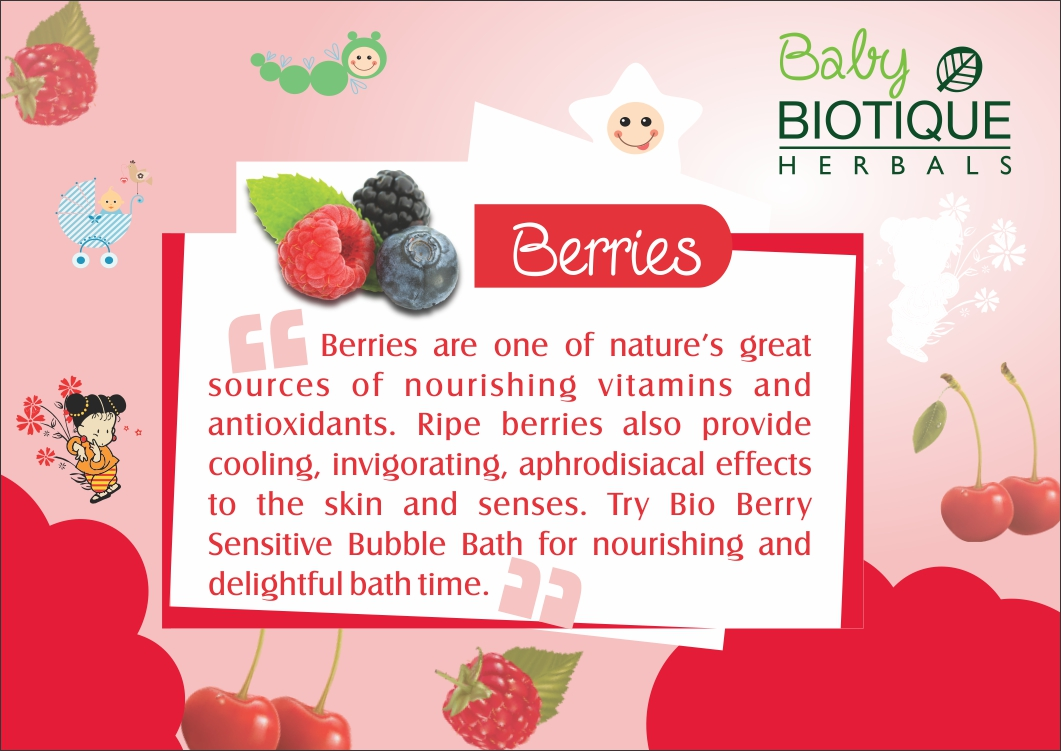 Baby
BIOTIQUE
HERBALS
Berries
“ Berries are one of nature’s great
sources of nourishing vitamins and
antioxidants. Ripe berries also provide
cooling, invigorating, aphrodisiacal effects
to the skin and senses. Try Bio Berry
Sensitive Bubble Bath for nourishing and
delightful bath time. ”